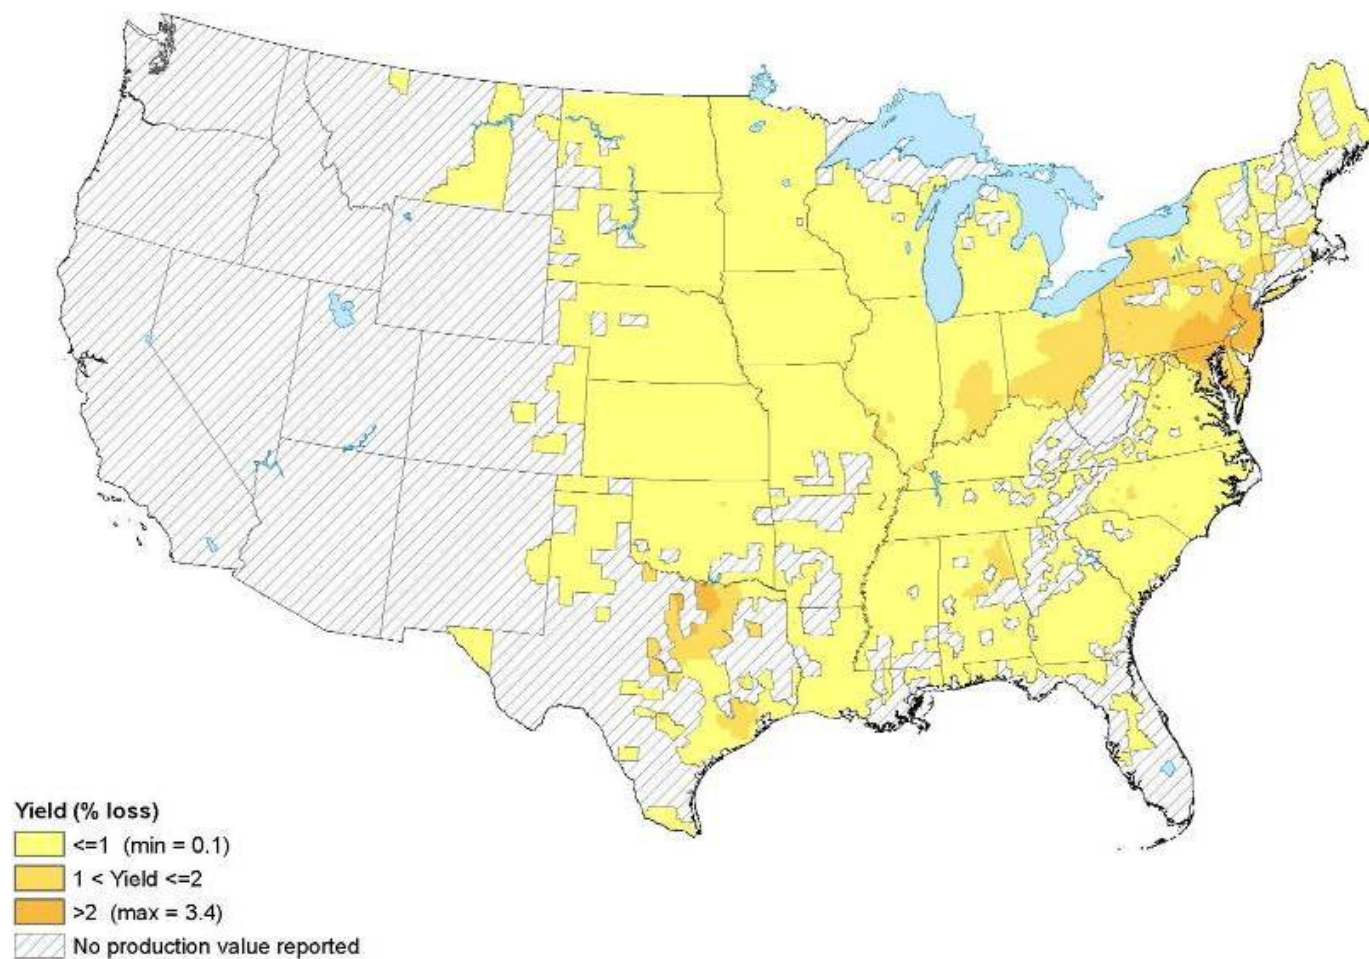 Yield (% loss)
<=1 (min = 0.1)
1 < Yield <=2
>2 (max = 3.4)
No production value reported